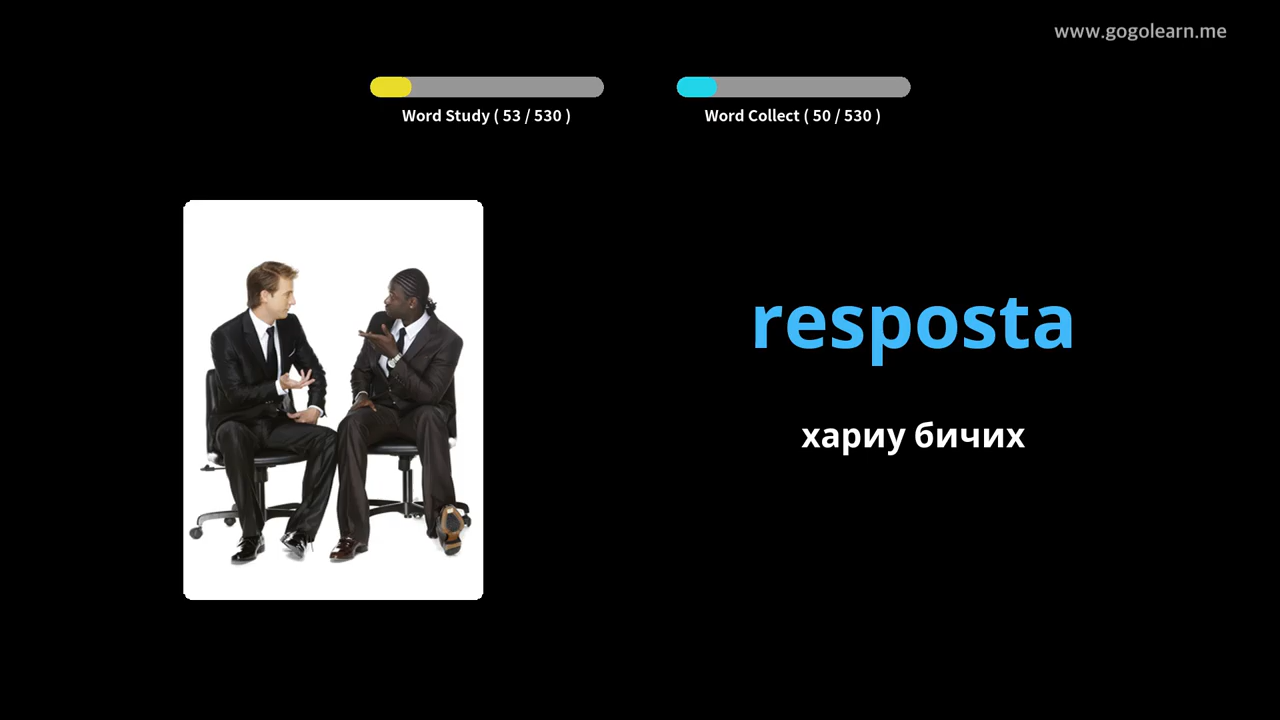 www.gogolearn.me
Word Study ( 53 / 530 )
Word Collect ( 50 / 530 )
resposta
хариу бичих